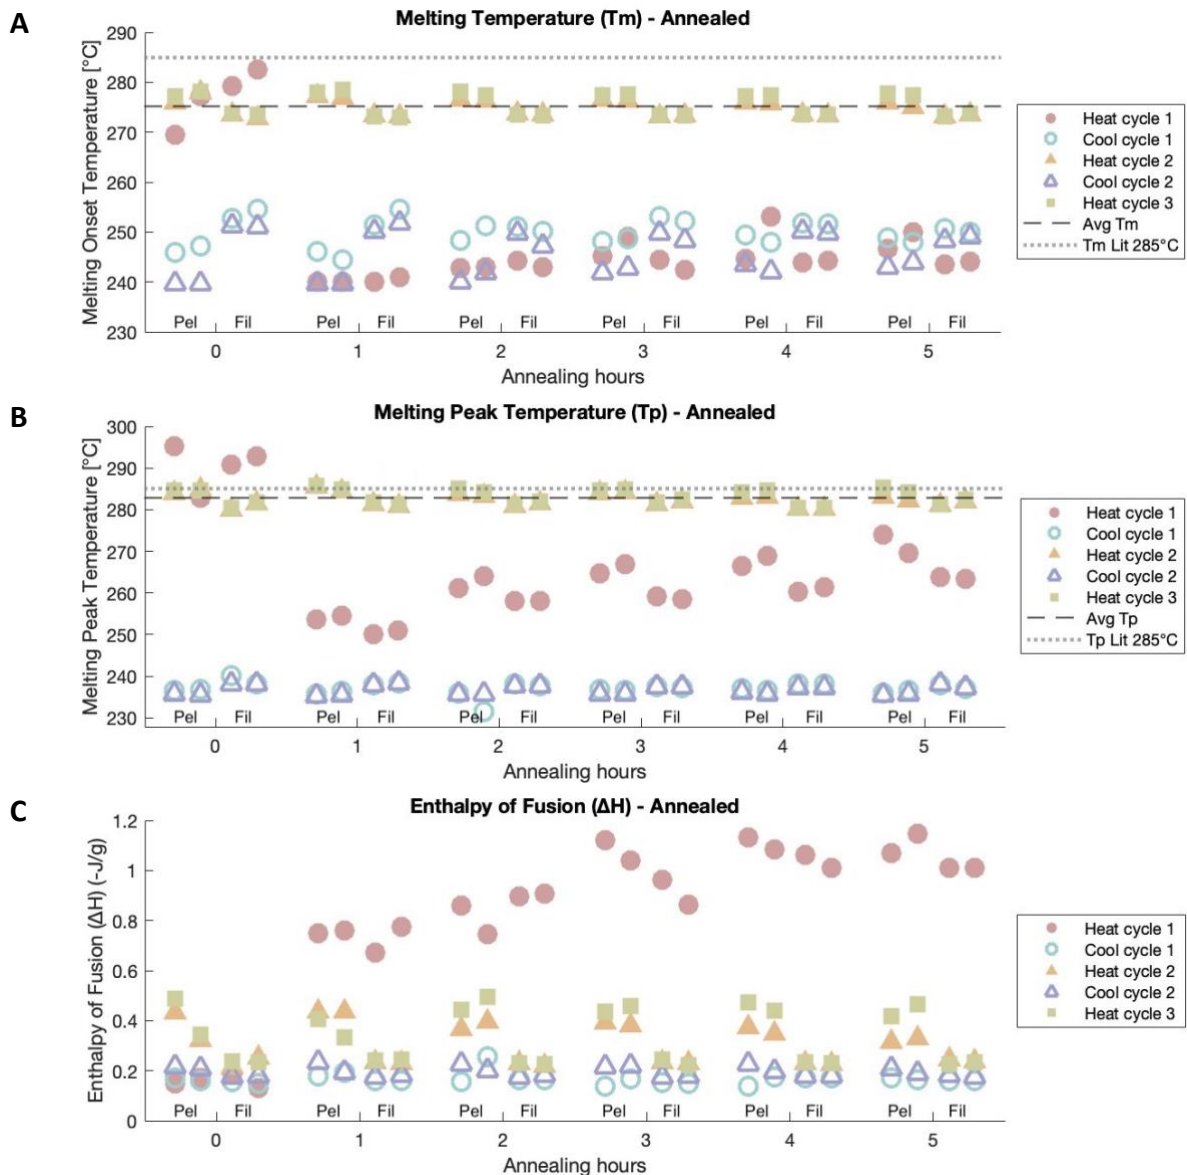 A
Melting Temperature (Tm) - Annealed
Melting Onset Temperature [°C]
290
280
270
260
250
240
230
Pel Fil Pel Fil Pel Fil Pel Fil Pel Fil Pel Fil
0 1 2 3 4 5
Annealing hours
Heat cycle 1
Cool cycle 1
Heat cycle 2
Cool cycle 2
Heat cycle 3
Avg Tm
Tm Lit 285°C
B
Melting Peak Temperature (Tp) - Annealed
Melting Peak Temperature [°C]
300
290
280
270
260
250
240
230
Pel Fil Pel Fil Pel Fil Pel Fil Pel Fil Pel Fil
0 1 2 3 4 5
Annealing hours
Heat cycle 1
Cool cycle 1
Heat cycle 2
Cool cycle 2
Heat cycle 3
Avg Tp
Tp Lit 285°C
C
Enthalpy of Fusion (ΔH) - Annealed
Enthalpy of Fusion (ΔH) (-J/g)
1.2
1
0.8
0.6
0.4
0.2
0
Pel Fil Pel Fil Pel Fil Pel Fil Pel Fil Pel Fil
0 1 2 3 4 5
Annealing hours
Heat cycle 1
Cool cycle 1
Heat cycle 2
Cool cycle 2
Heat cycle 3